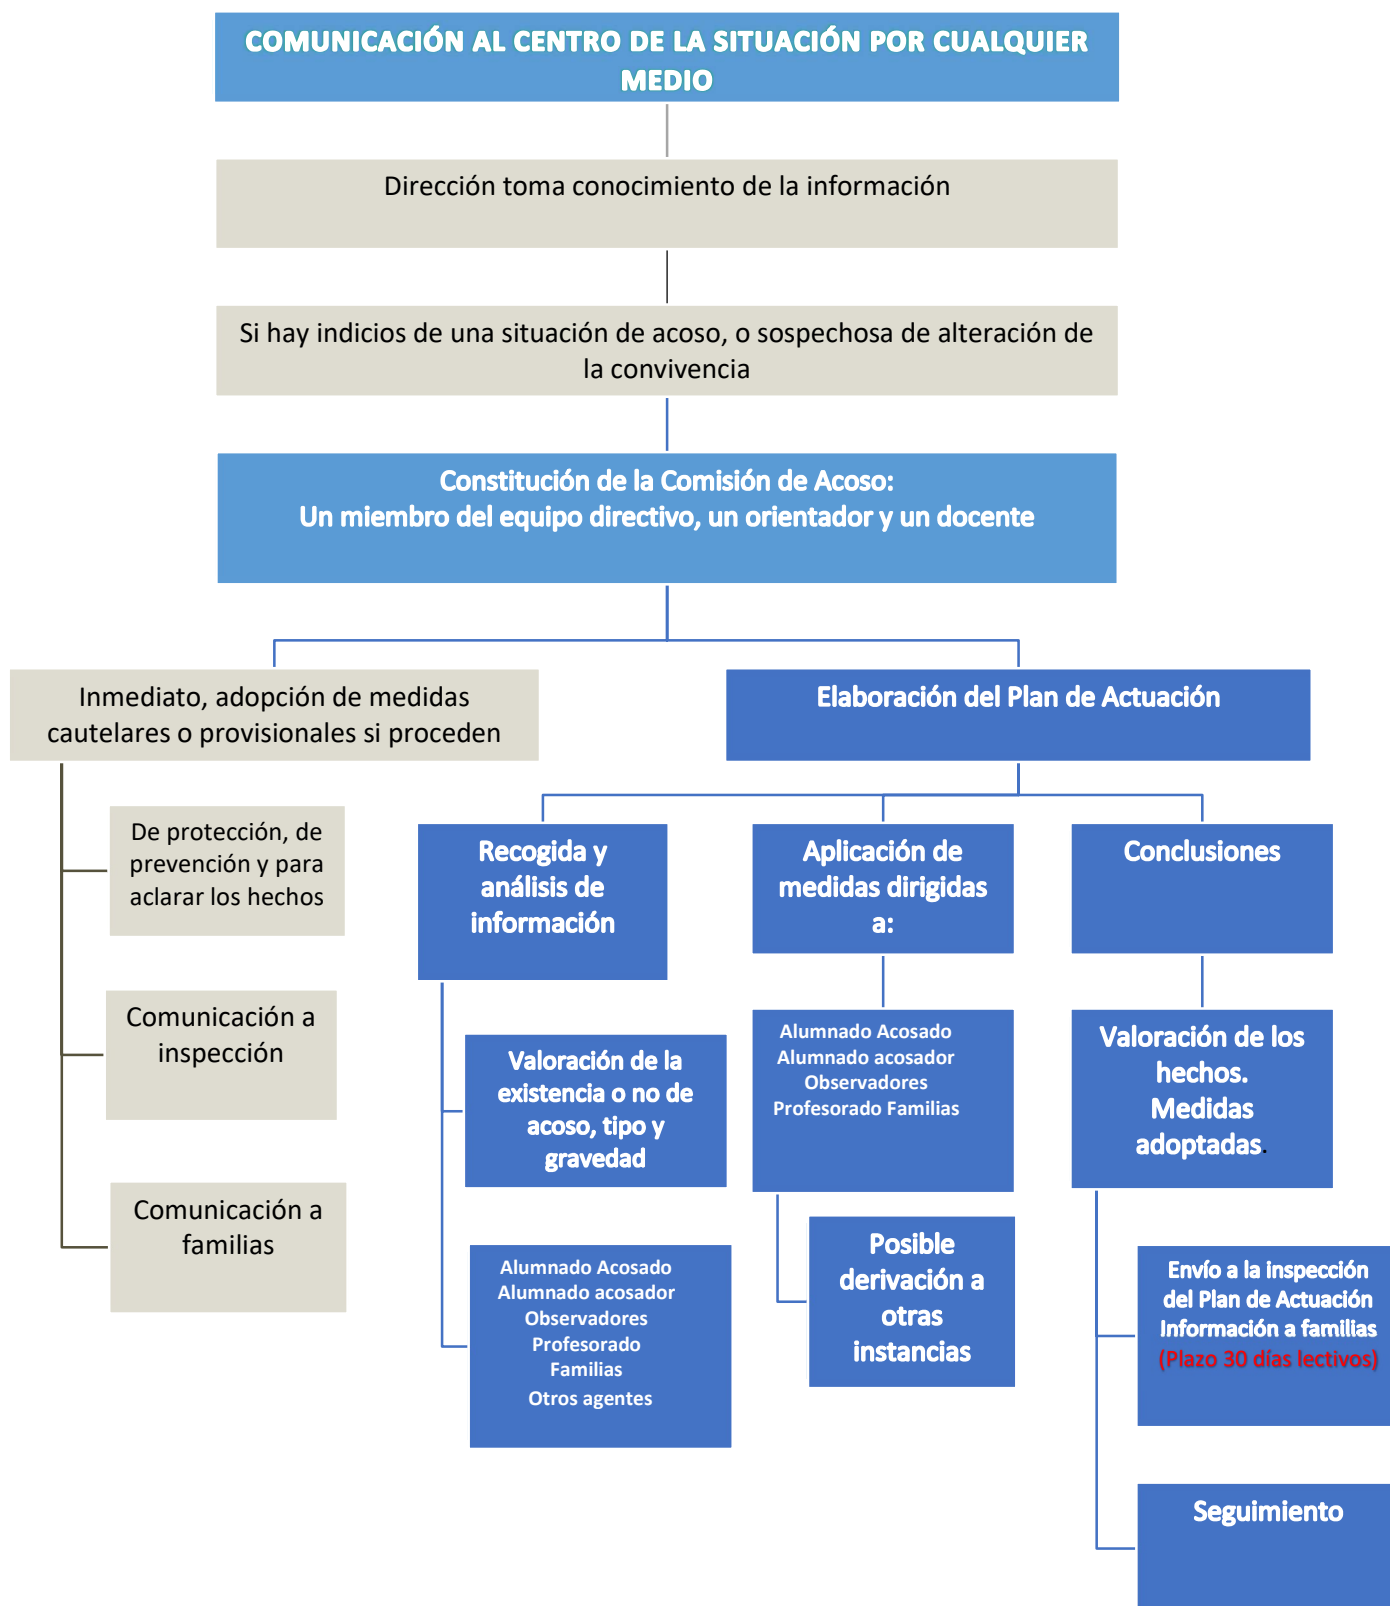 COMUNICACIÓN AL CENTRO DE LA SITUACIÓN POR CUALQUIER
MEDIO
Dirección toma conocimiento de la información
Si hay indicios de una situación de acoso, o sospechosa de alteración de
la convivencia
Constitución de la Comisión de Acoso:
Un miembro del equipo directivo, un orientador y un docente
Inmediato, adopción de medidas
cautelares o provisionales si proceden
De protección, de
prevención y para
aclarar los hechos
Comunicación a
inspección
Comunicación a
familias
Elaboración del Plan de Actuación
Recogida y
análisis de
información
Valoración de la
existencia o no de
acoso, tipo y
gravedad
Alumnado Acosado
Alumnado acosador
Observadores
Profesorado
Familias
Otros agentes
Aplicación de
medidas dirigidas
a:
Alumnado Acosado
Alumnado acosador
Observadores
Profesorado Familias
Posible
derivación a
otras
instancias
Conclusiones
Valoración de los
hechos.
Medidas
adoptadas.
Envío a la inspección
del Plan de Actuación
Información a familias
(Plazo 30 días lectivos)
Seguimiento